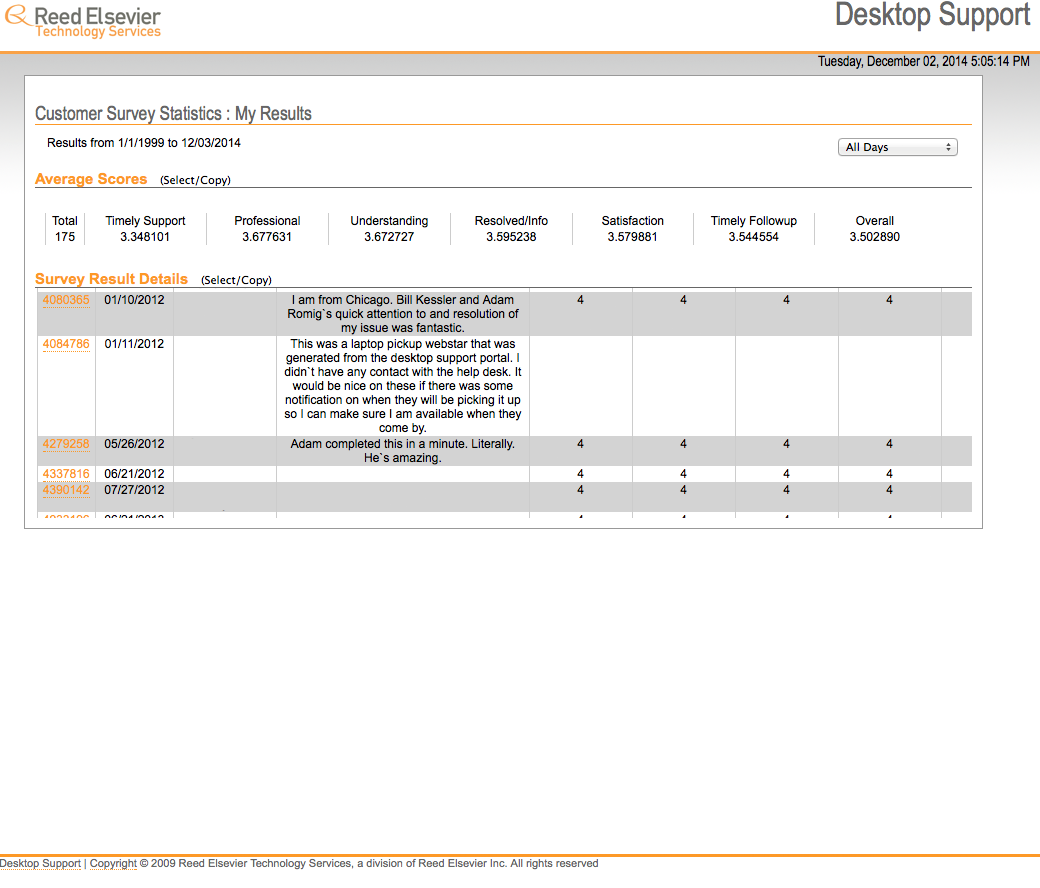 Reed Elsevier
Technology Services
Desktop Support
Tuesday, December 02, 2014 5:05:14 PM
Customer Survey Statistics : My Results
Results from 1/1/1999 to 12/03/2014
All Days
Average Scores (Select/Copy)
Total Timely Support Professional Understanding Resolved/Info Satisfaction Timely Followup Overall
175 3.348101 3.677631 3.672727 3.595238 3.579881 3.544554 3.502890
Survey Result Details (Select/Copy)
4080365 01/10/2012 I am from Chicago. Bill Kessler and Adam 4 4 4 4
Romig`s quick attention to and resolution of
my issue was fantastic.
4084786 01/11/2012 This was a laptop pickup webstar that was
generated from the desktop support portal. I
didn`t have any contact with the help desk. It
would be nice on these if there was some
notification on when they will be picking it up
so I can make sure I am available when they
come by.
4279258 05/26/2012 Adam completed this in a minute. Literally. 4 4 4 4
He`s amazing.
4337816 06/21/2012 4 4 4 4
4390142 07/27/2012 4 4 4 4
Desktop Support | Copyright © 2009 Reed Elsevier Technology Services, a division of Reed Elsevier Inc. All rights reserved